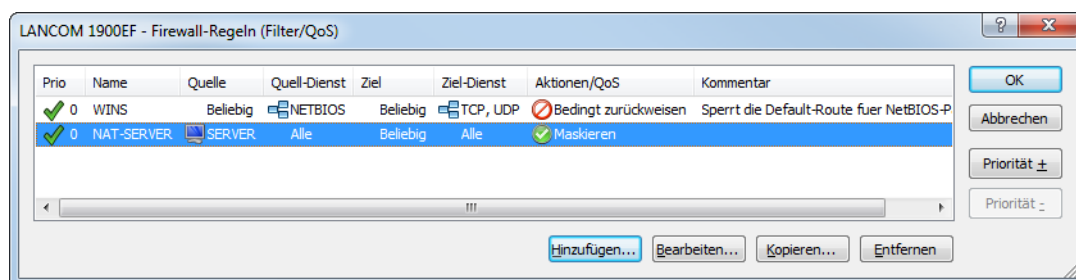 LANCOM 1900EF - Firewall-Regeln (Filter/QoS)
Prio Name Quelle Quell-Dienst Ziel Ziel-Dienst Aktionen/QoS Kommentar
0 WINS Beliebig NETBIOS Beliebig TCP, UDP Bedingt zurückweisen Sperrt die Default-Route fuer NetBIOS-P
0 NAT-SERVER SERVER Alle Beliebig Alle Maskieren
OK
Abbrechen
Priorität +
Priorität -
Hinzufügen... Bearbeiten... Kopieren... Entfernen